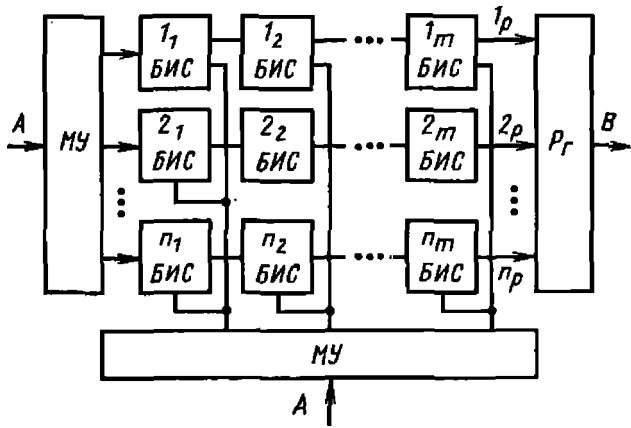 1₁ БИС 1₂ БИС ••• 1ₘ БИС 1ₚ
A МУ 2₁ БИС 2₂ БИС ••• 2ₘ БИС 2ₚ Рг B
n₁ БИС n₂ БИС ••• nₘ БИС nₚ
МУ
A